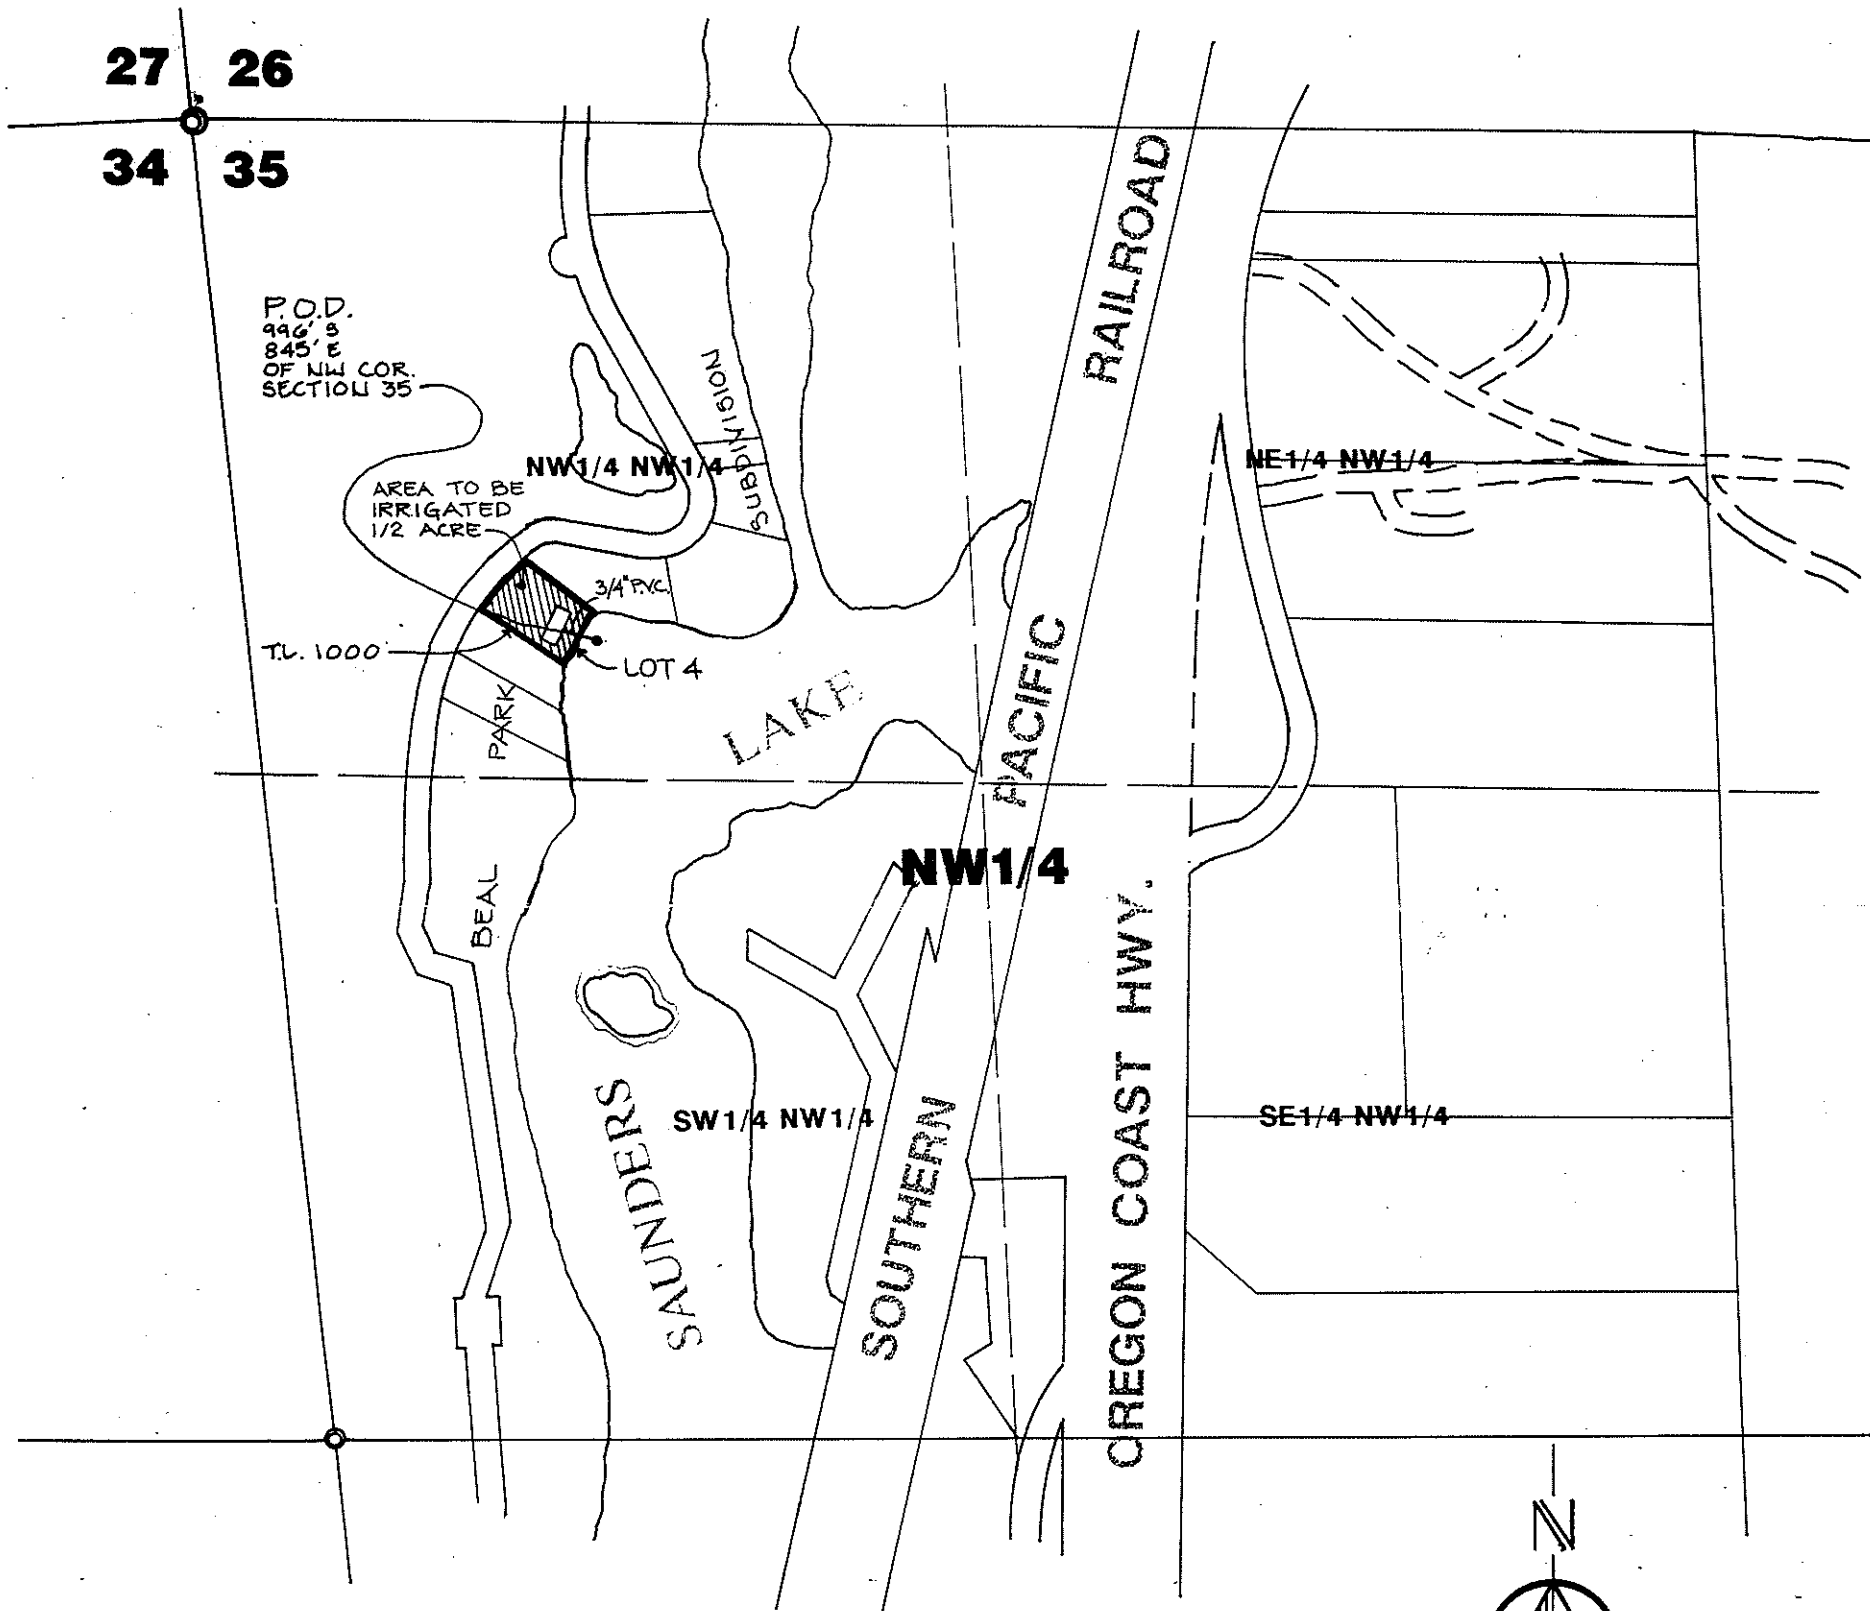 27 26
34 35
P.O.D.
996' S
845' E
OF NW COR.
SECTION 35
RAILROAD
SUBDIVISION
NW1/4 NW1/4
NE1/4 NW1/4
AREA TO BE
IRRIGATED
1/2 ACRE
3/4" P.V.C.
T.L. 1000
LOT 4
PARK
LAKE
PACIFIC
NW1/4
BEAL
OREGON COAST HWY.
SAUNDERS
SW1/4 NW1/4
SOUTHERN
SE1/4 NW1/4
N